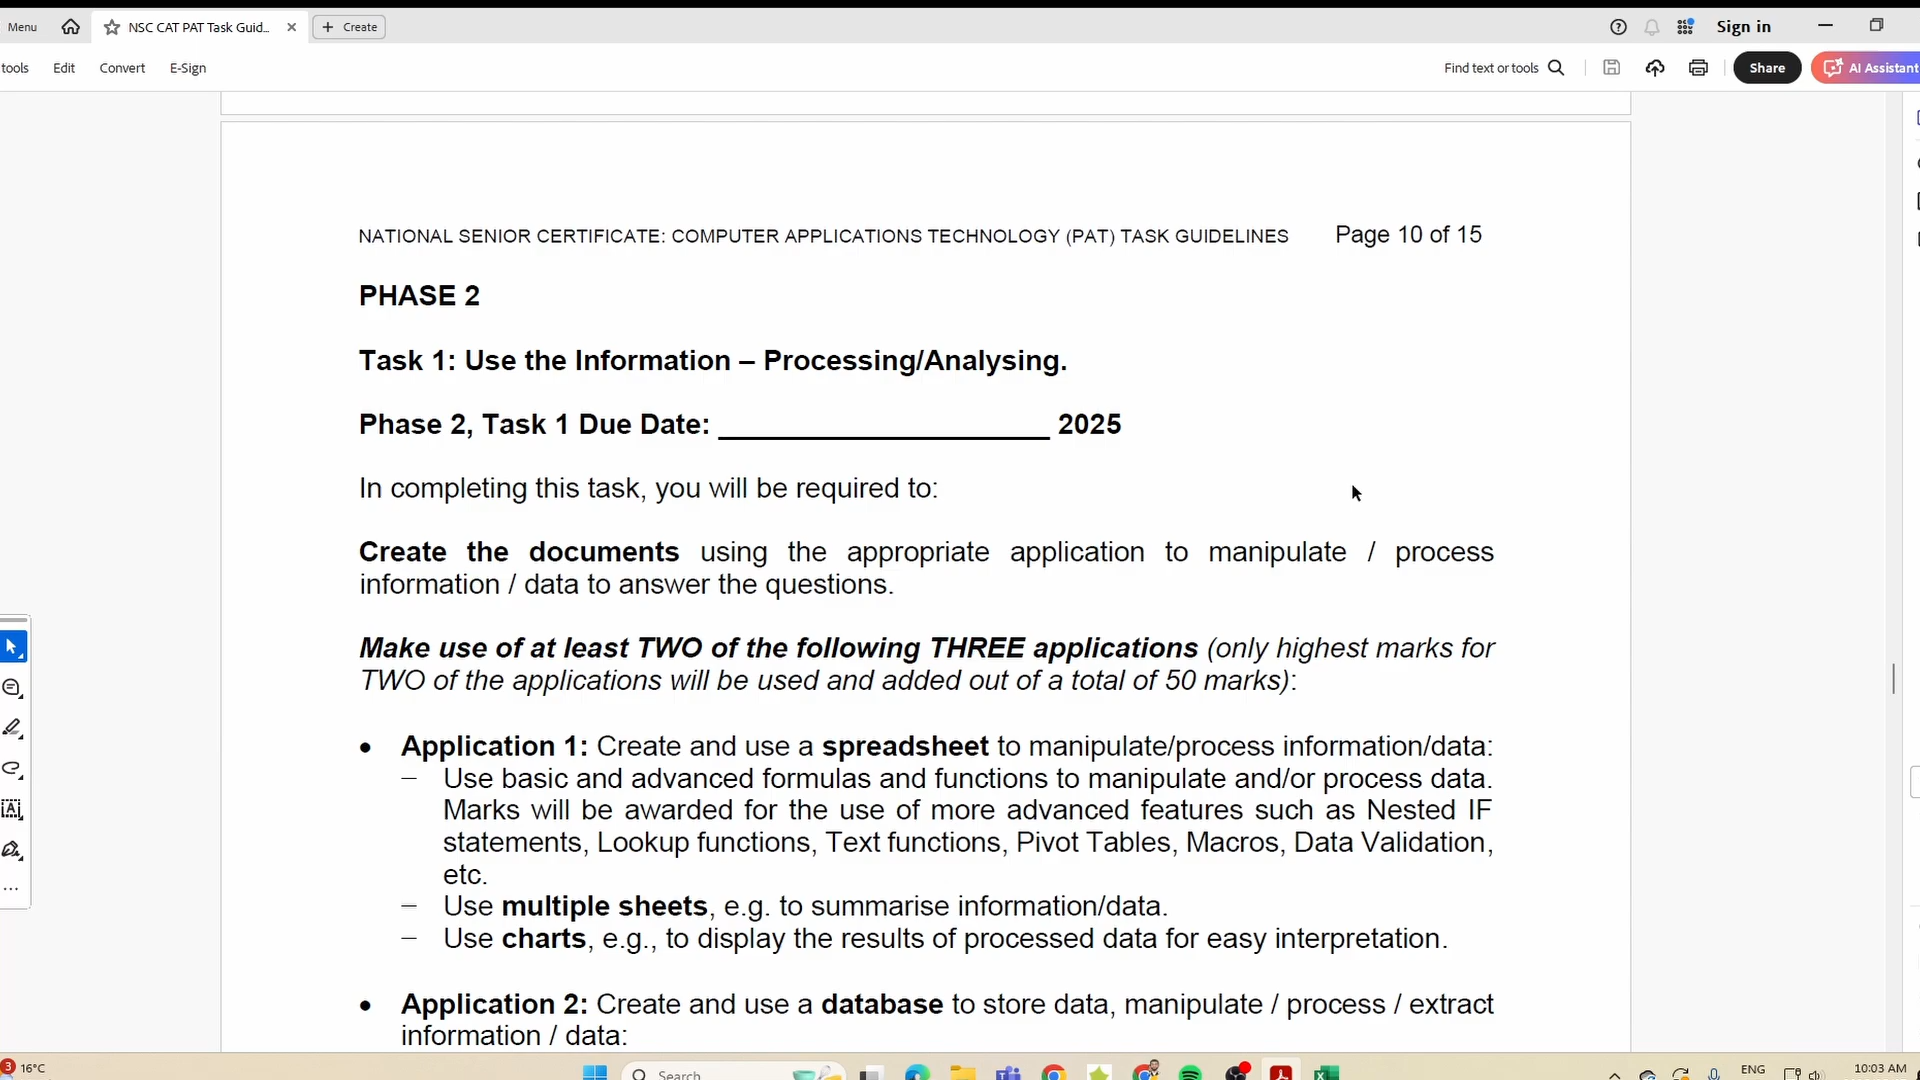 Menu
NSC CAT PAT Task Guid...
Create
Sign in
tools
Edit
Convert
E-Sign
Find text or tools
Share
AI Assistant
NATIONAL SENIOR CERTIFICATE: COMPUTER APPLICATIONS TECHNOLOGY (PAT) TASK GUIDELINES Page 10 of 15
PHASE 2
Task 1: Use the Information – Processing/Analysing.
Phase 2, Task 1 Due Date: ______________________ 2025
In completing this task, you will be required to:
Create the documents using the appropriate application to manipulate / process
information / data to answer the questions.
Make use of at least TWO of the following THREE applications (only highest marks for
TWO of the applications will be used and added out of a total of 50 marks):
• Application 1: Create and use a spreadsheet to manipulate/process information/data:
– Use basic and advanced formulas and functions to manipulate and/or process data.
Marks will be awarded for the use of more advanced features such as Nested IF
statements, Lookup functions, Text functions, Pivot Tables, Macros, Data Validation,
etc.
– Use multiple sheets, e.g. to summarise information/data.
– Use charts, e.g., to display the results of processed data for easy interpretation.
• Application 2: Create and use a database to store data, manipulate / process / extract
information / data:
3
16°C
Search
ENG
10:03 AM